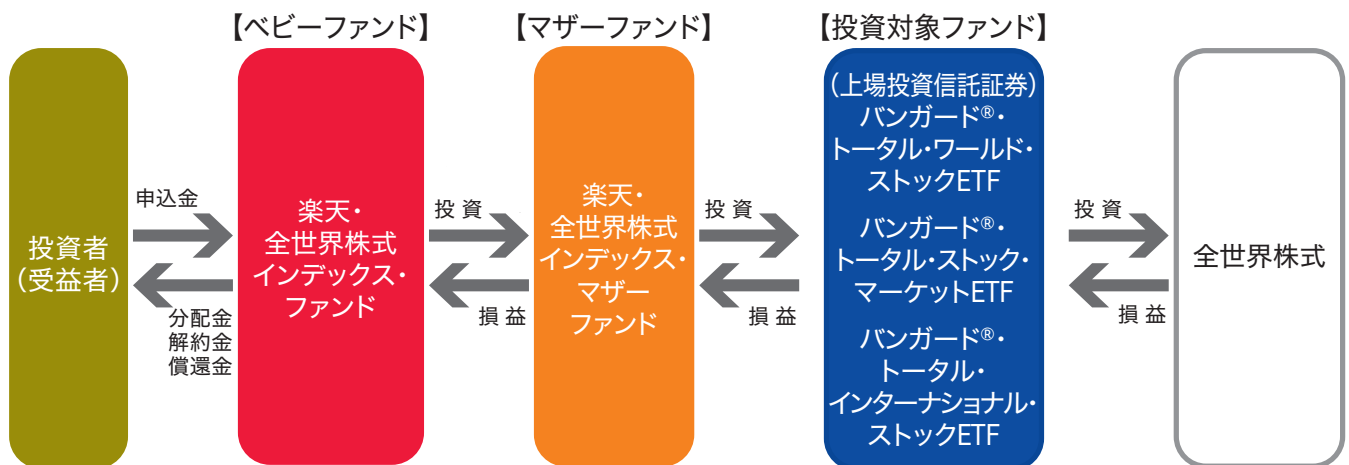 【ベビーファンド】
【マザーファンド】
【投資対象ファンド】
投資者
(受益者)
申込金
分配金
解約金
償還金
楽天・
全世界株式
インデックス・
ファンド
投資
損益
楽天・
全世界株式
インデックス・
マザー
ファンド
投資
損益
(上場投資信託証券)
バンガード®・
トータル・ワールド・
ストックETF
バンガード®・
トータル・ストック・
マーケットETF
バンガード®・
トータル・
インターナショナル・
ストックETF
投資
損益
全世界株式